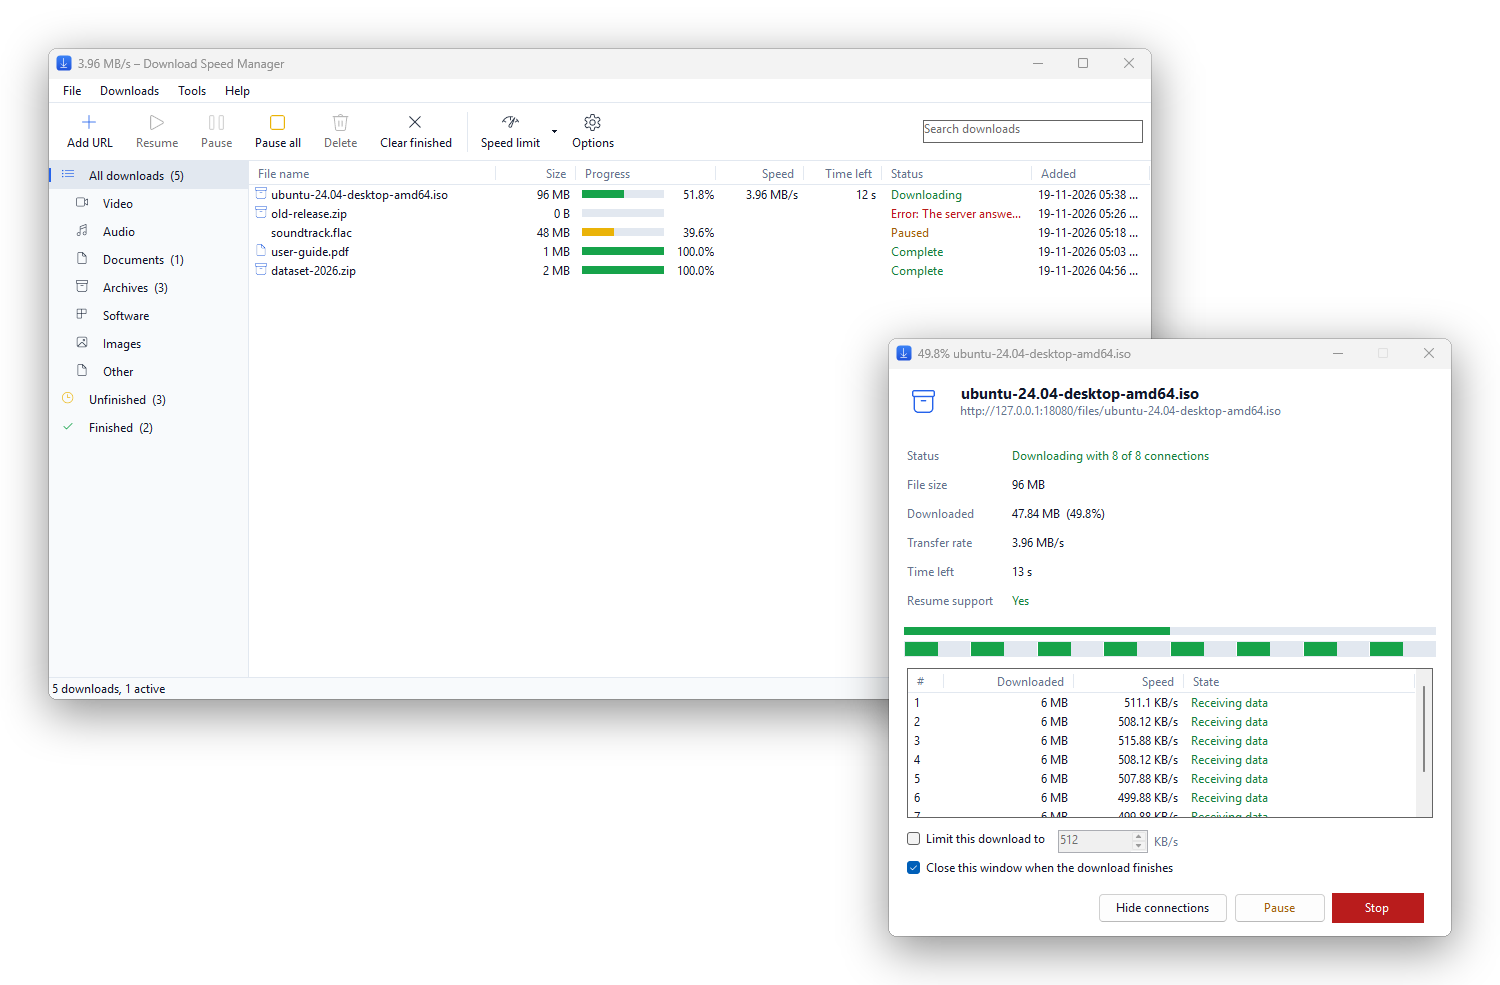 3.96 MB/s – Download Speed Manager
File Downloads Tools Help
Add URL Resume Pause Pause all Delete Clear finished Speed limit Options
Search downloads
All downloads (5)
Video
Audio
Documents (1)
Archives (3)
Software
Images
Other
Unfinished (3)
Finished (2)
File name Size Progress Speed Time left Status Added
ubuntu-24.04-desktop-amd64.iso 96 MB 51.8% 3.96 MB/s 12 s Downloading 19-11-2026 05:38 ...
old-release.zip 0 B Error: The server answe... 19-11-2026 05:26 ...
soundtrack.flac 48 MB 39.6% Paused 19-11-2026 05:18 ...
user-guide.pdf 1 MB 100.0% Complete 19-11-2026 05:03 ...
dataset-2026.zip 2 MB 100.0% Complete 19-11-2026 04:56 ...
5 downloads, 1 active
49.8% ubuntu-24.04-desktop-amd64.iso
ubuntu-24.04-desktop-amd64.iso
http://127.0.0.1:18080/files/ubuntu-24.04-desktop-amd64.iso
Status Downloading with 8 of 8 connections
File size 96 MB
Downloaded 47.84 MB (49.8%)
Transfer rate 3.96 MB/s
Time left 13 s
Resume support Yes
# Downloaded Speed State
1 6 MB 511.1 KB/s Receiving data
2 6 MB 508.12 KB/s Receiving data
3 6 MB 515.88 KB/s Receiving data
4 6 MB 508.12 KB/s Receiving data
5 6 MB 507.88 KB/s Receiving data
6 6 MB 499.88 KB/s Receiving data
7 6 MB 499.88 KB/s Receiving data
Limit this download to 512 KB/s
Close this window when the download finishes
Hide connections Pause Stop